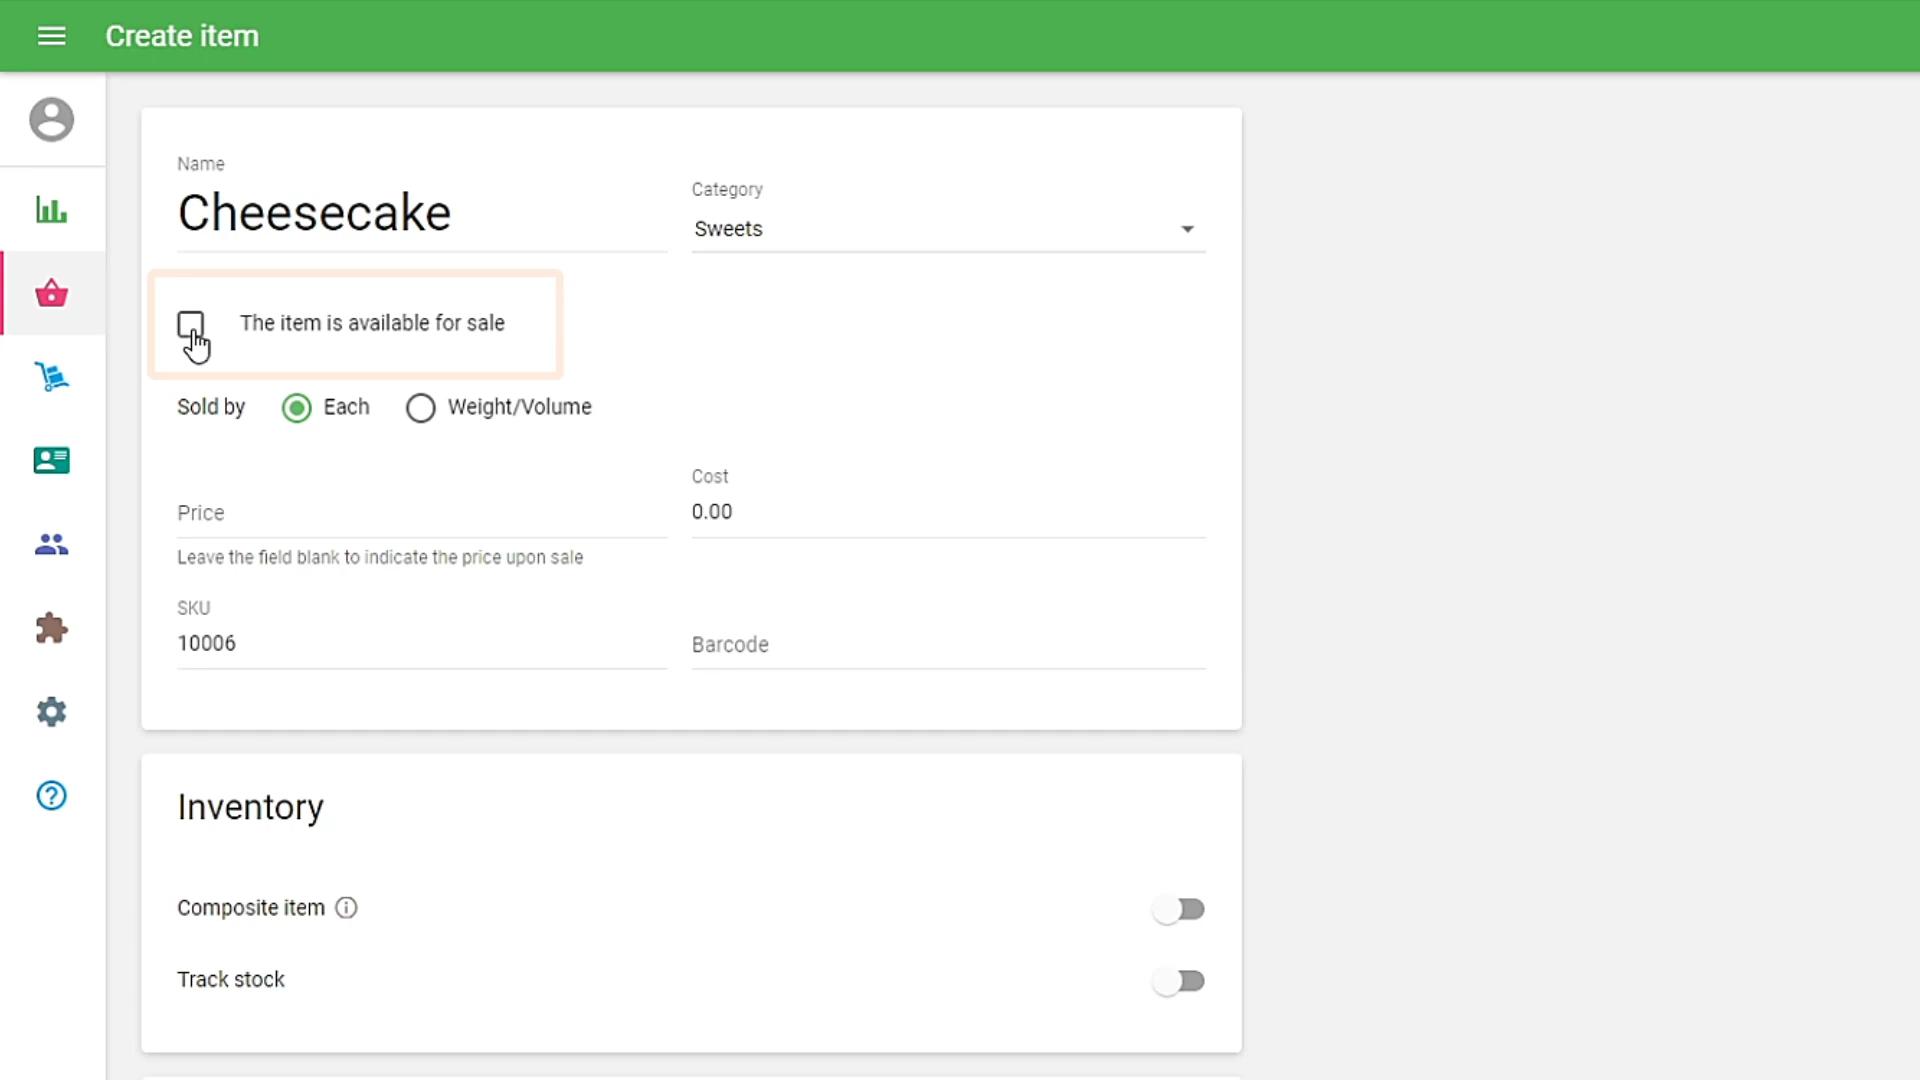 Create item
Name
Cheesecake
Category
Sweets
The item is available for sale
Sold by Each Weight/Volume
Cost
Price 0.00
Leave the field blank to indicate the price upon sale
SKU
10006 Barcode
Inventory
Composite item
Track stock